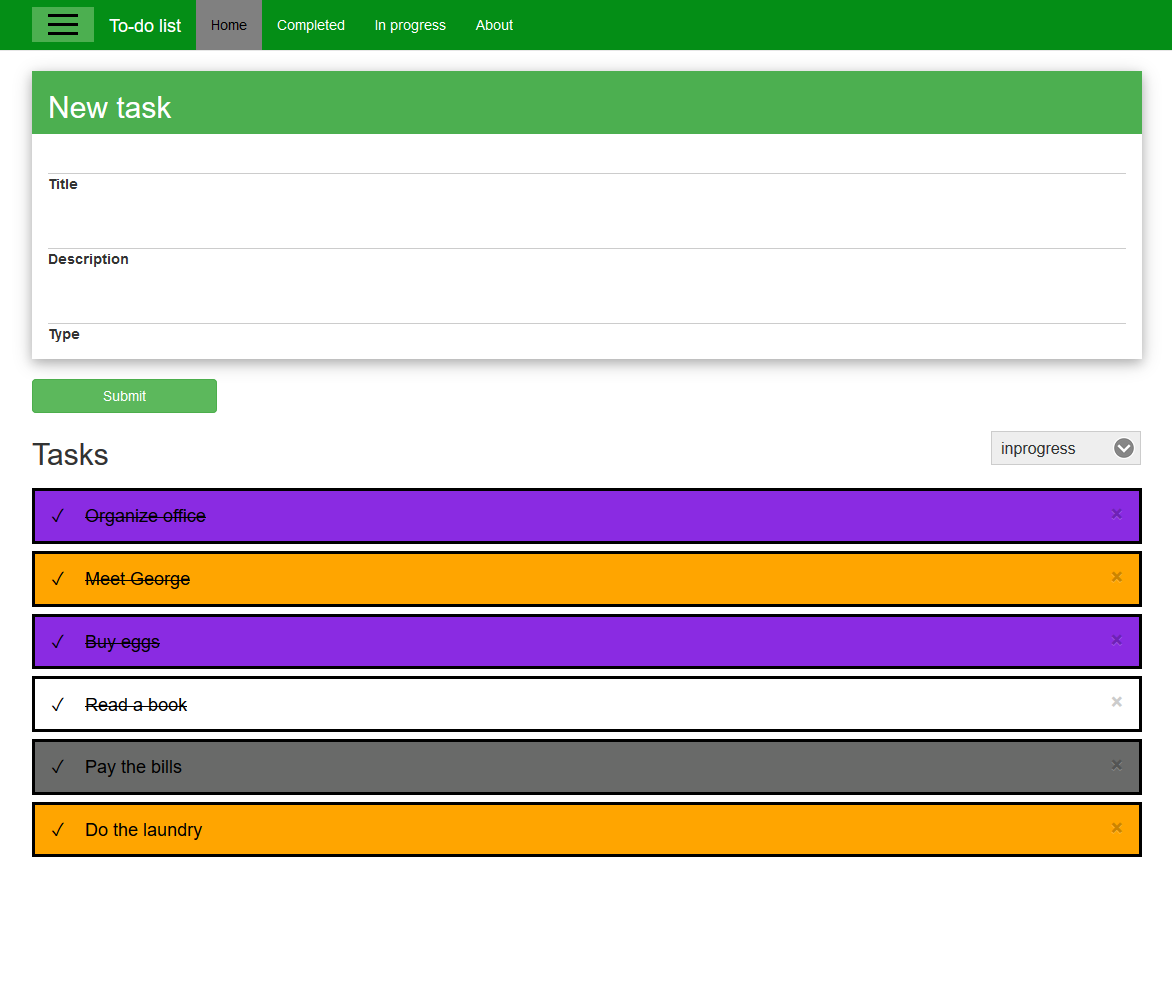 To-do list Home Completed In progress About
New task
Title
Description
Type
Submit
Tasks inprogress
✓ Organize office ×
✓ Meet George ×
✓ Buy eggs ×
✓ Read a book ×
✓ Pay the bills ×
✓ Do the laundry ×